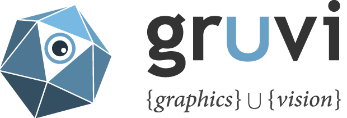 gruvi
{graphics} ∪ {vision}